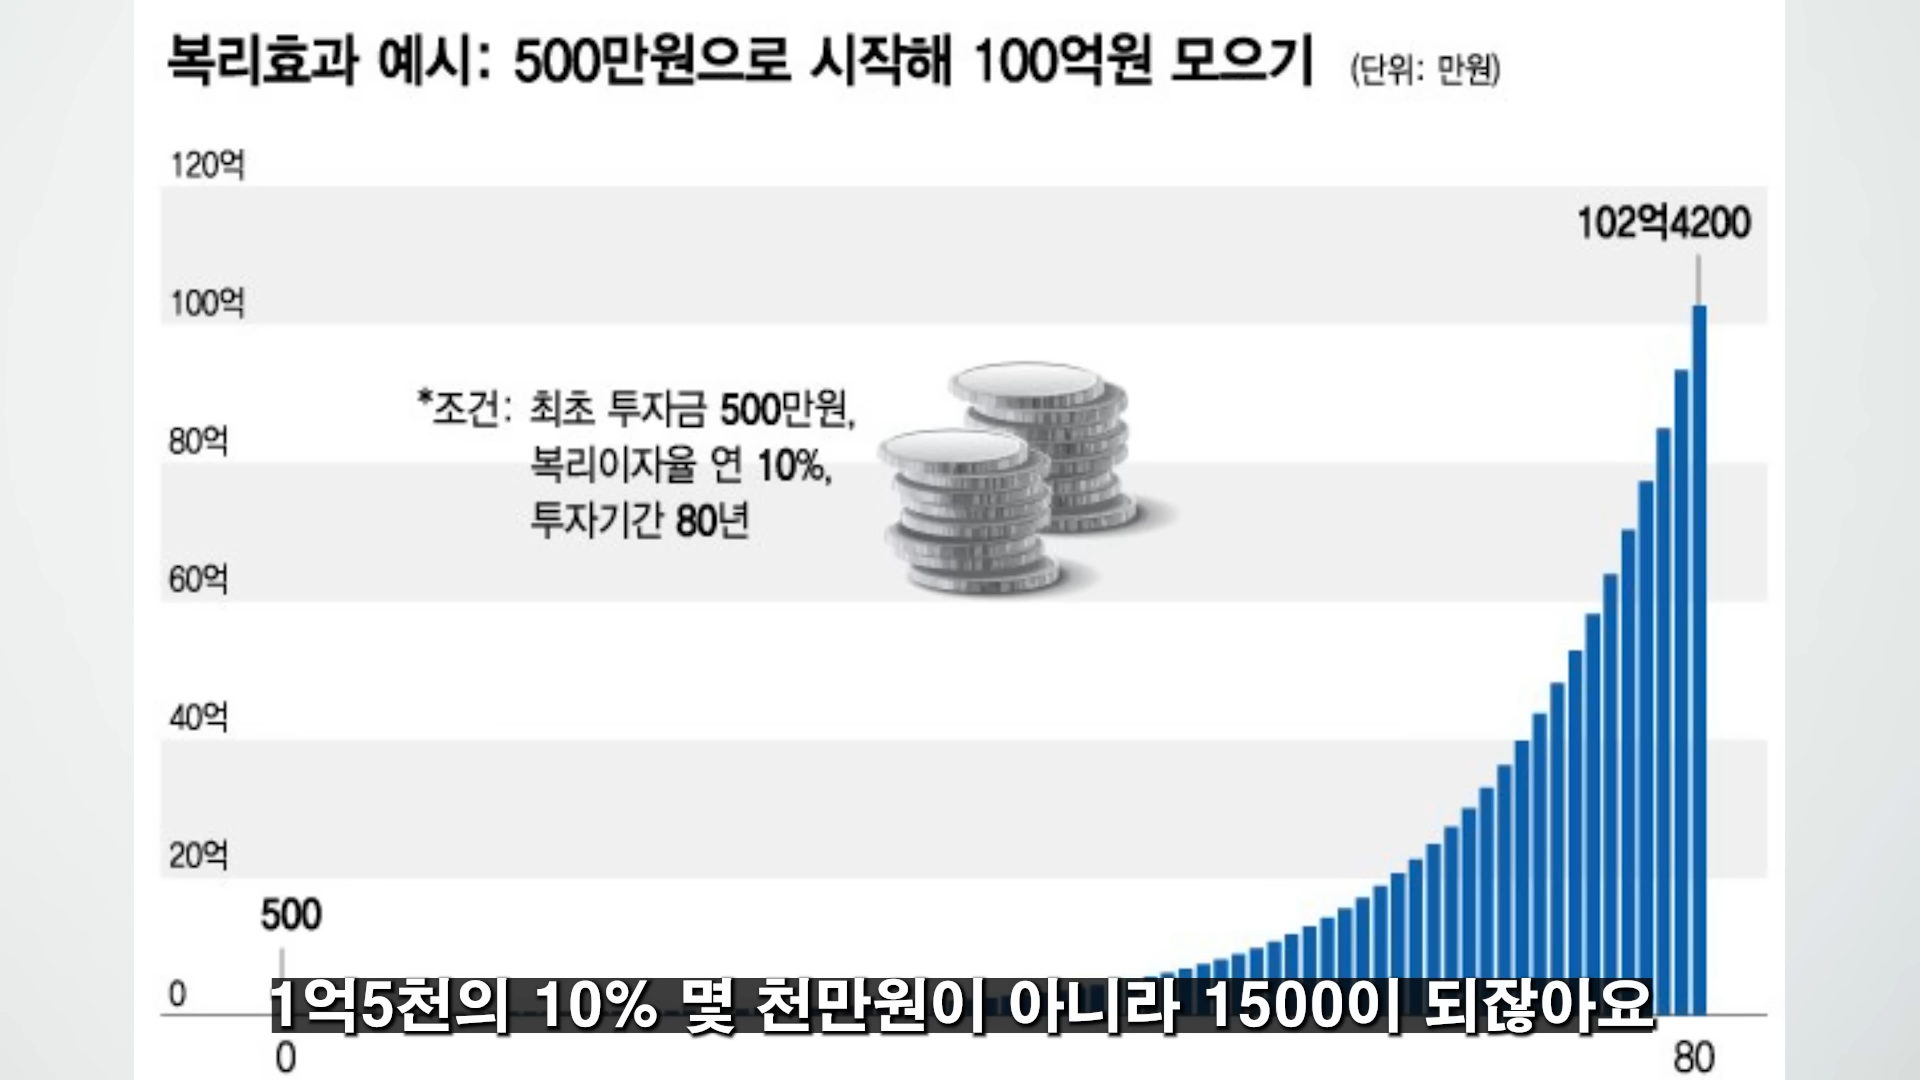 복리효과 예시: 500만원으로 시작해 100억원 모으기 (단위: 만원)
120억
102억4200
100억
*조건: 최초 투자금 500만원,
80억
복리이자율 연 10%,
투자기간 80년
60억
40억
20억
500
0
1억5천의 10% 몇 천만원이 아니라 1500이 되잖아요
0
80